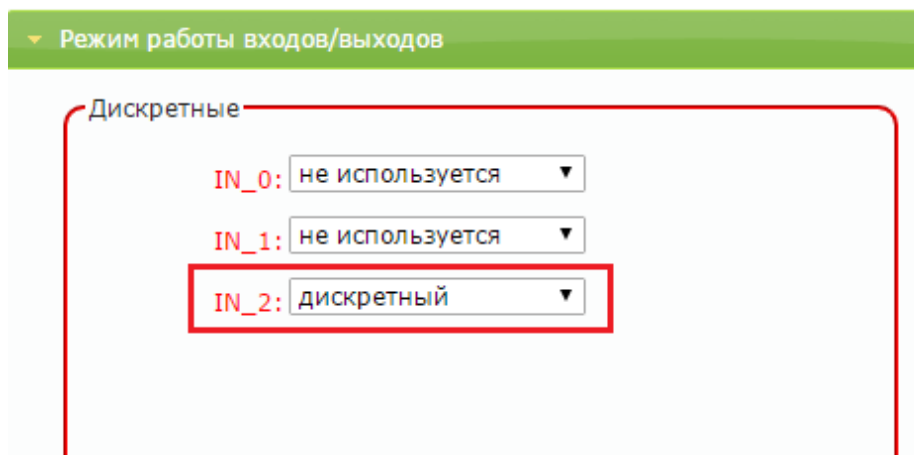 Режим работы входов/выходов
Дискретные
IN_0: не используется
IN_1: не используется
IN_2: дискретный